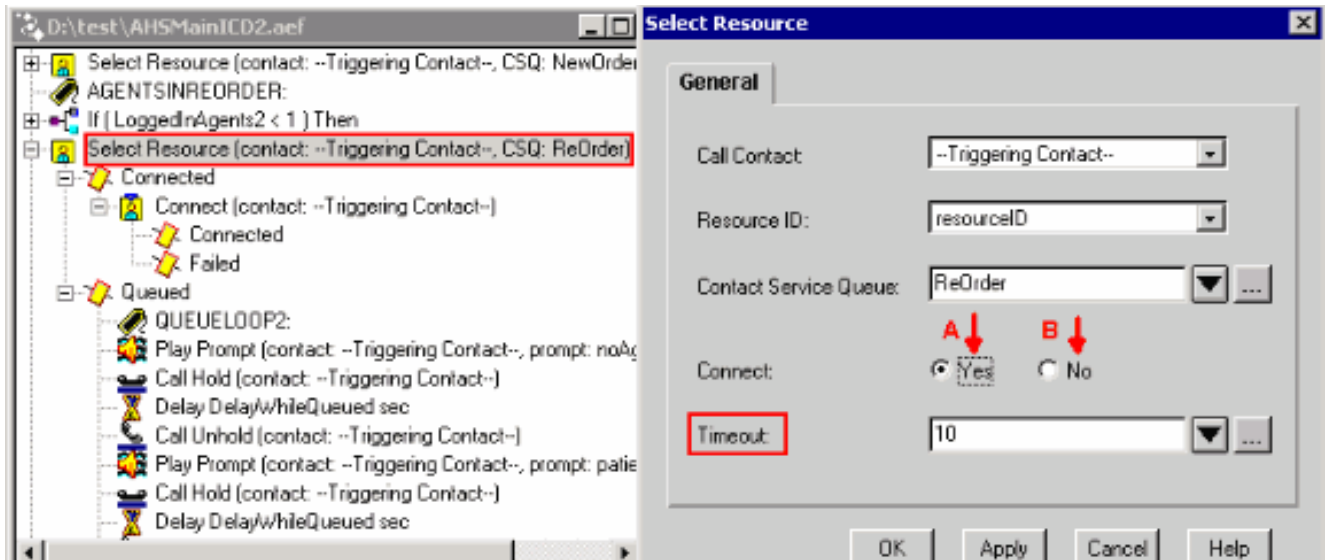 D:\test\AHSMainICD2.aef
Select Resource (contact: --Triggering Contact--, CSQ: NewOrder
AGENTSINREORDER:
If ( LoggedInAgents2 < 1 ) Then
Select Resource (contact: --Triggering Contact--, CSQ: ReOrder)
Connected
Connect (contact: --Triggering Contact--)
Connected
Failed
Queued
QUEUELOOP2:
Play Prompt (contact: --Triggering Contact--, prompt: noAg
Call Hold (contact: --Triggering Contact--)
Delay DelayWhileQueued sec
Call Unhold (contact: --Triggering Contact--)
Play Prompt (contact: --Triggering Contact--, prompt: patie
Call Hold (contact: --Triggering Contact--)
Delay DelayWhileQueued sec
Select Resource
General
Call Contact: --Triggering Contact--
Resource ID: resourceID
Contact Service Queue: ReOrder ...
A B
Connect: Yes No
Timeout: 10 ...
OK Apply Cancel Help